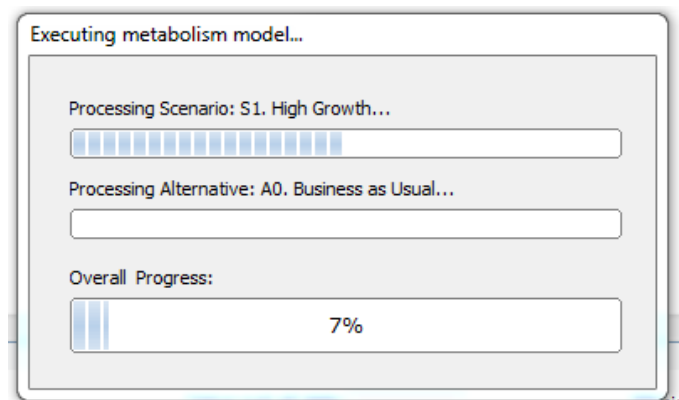 Executing metabolism model...
Processing Scenario: S1. High Growth...
Processing Alternative: A0. Business as Usual...
Overall Progress:
7%